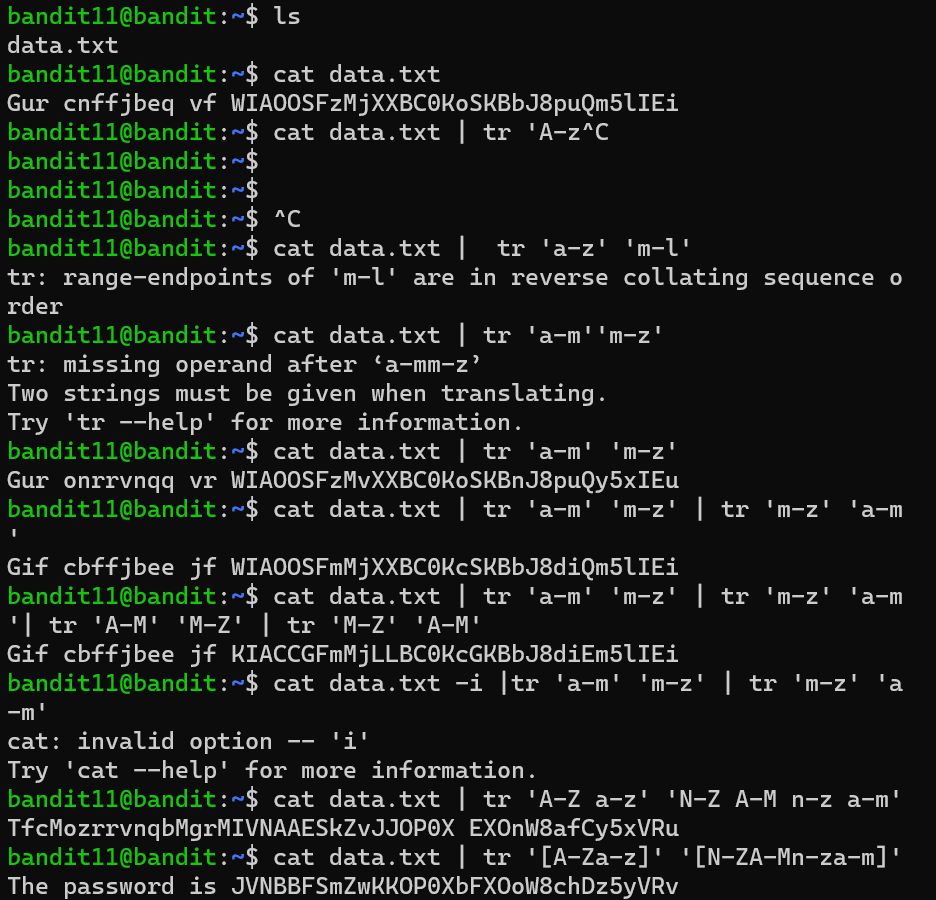 bandit11@bandit:~$ ls
data.txt
bandit11@bandit:~$ cat data.txt
Gur cnffjbeq vf WIAOOSFzMjXXBC0KoSKBbJ8puQm5lIEi
bandit11@bandit:~$ cat data.txt | tr 'A-z^C
bandit11@bandit:~$
bandit11@bandit:~$
bandit11@bandit:~$ ^C
bandit11@bandit:~$ cat data.txt |  tr 'a-z' 'm-l'
tr: range-endpoints of 'm-l' are in reverse collating sequence o
rder
bandit11@bandit:~$ cat data.txt | tr 'a-m''m-z'
tr: missing operand after ‘a-mm-z’
Two strings must be given when translating.
Try 'tr --help' for more information.
bandit11@bandit:~$ cat data.txt | tr 'a-m' 'm-z'
Gur onrrvnqq vr WIAOOSFzMvXXBC0KoSKBnJ8puQy5xIEu
bandit11@bandit:~$ cat data.txt | tr 'a-m' 'm-z' | tr 'm-z' 'a-m
'
Gif cbffjbee jf WIAOOSFmMjXXBC0KcSKBbJ8diQm5lIEi
bandit11@bandit:~$ cat data.txt | tr 'a-m' 'm-z' | tr 'm-z' 'a-m
'| tr 'A-M' 'M-Z' | tr 'M-Z' 'A-M'
Gif cbffjbee jf KIACCGFmMjLLBC0KcGKBbJ8diEm5lIEi
bandit11@bandit:~$ cat data.txt -i |tr 'a-m' 'm-z' | tr 'm-z' 'a
-m'
cat: invalid option -- 'i'
Try 'cat --help' for more information.
bandit11@bandit:~$ cat data.txt | tr 'A-Z a-z' 'N-Z A-M n-z a-m'
TfcMozrrvnqbMgrMIVNAAESkZvJJOP0X EXOnW8afCy5xVRu
bandit11@bandit:~$ cat data.txt | tr '[A-Za-z]' '[N-ZA-Mn-za-m]'
The password is JVNBBFSmZwKKOP0XbFXOoW8chDz5yVRv